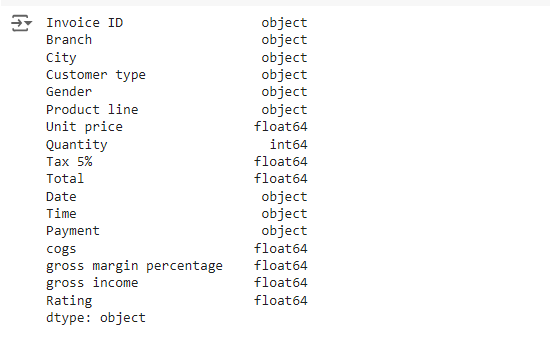 Invoice ID object
Branch object
City object
Customer type object
Gender object
Product line object
Unit price float64
Quantity int64
Tax 5% float64
Total float64
Date object
Time object
Payment object
cogs float64
gross margin percentage float64
gross income float64
Rating float64
dtype: object